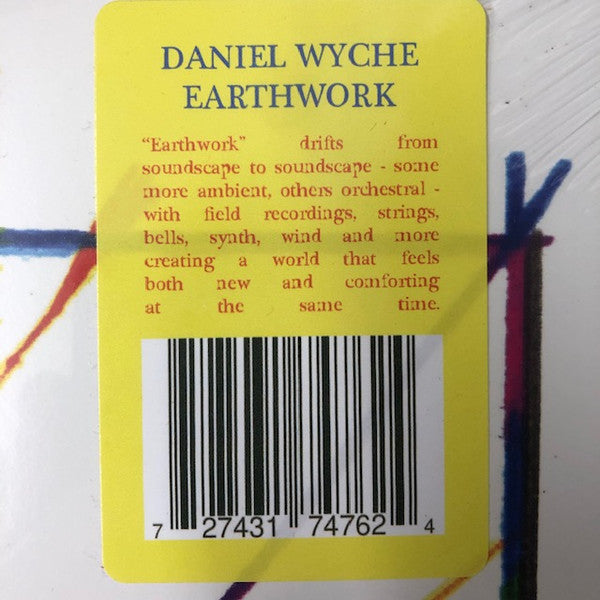 DANIEL WYCHE
EARTHWORK
“Earthwork” drifts from
soundscape to soundscape - some
more ambient, others orchestral -
with field recordings, strings,
bells, synth, wind and more
creating a world that feels
both new and comforting
at the same time.
7 27431 74762 4